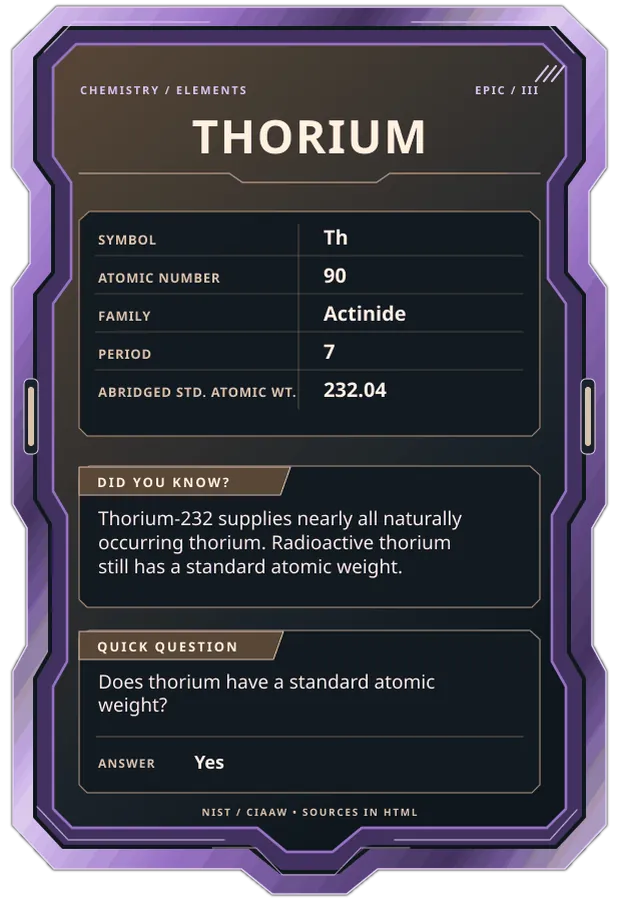 CHEMISTRY / ELEMENTS EPIC / III
THORIUM
SYMBOL Th
ATOMIC NUMBER 90
FAMILY Actinide
PERIOD 7
ABRIDGED STD. ATOMIC WT. 232.04
DID YOU KNOW?
Thorium-232 supplies nearly all naturally
occurring thorium. Radioactive thorium
still has a standard atomic weight.
QUICK QUESTION
Does thorium have a standard atomic
weight?
ANSWER Yes
NIST / CIAAW • SOURCES IN HTML